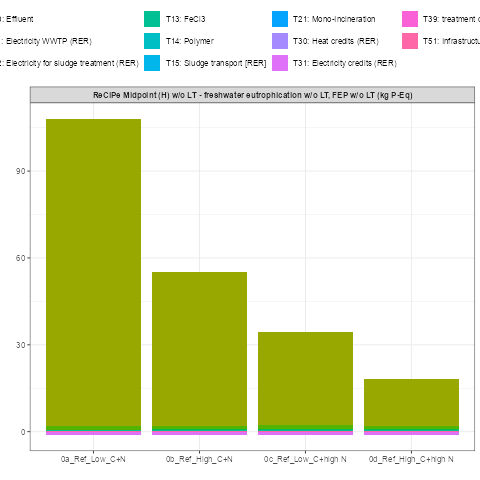 : Effluent
T13: FeCl3
T21: Mono-incineration
T39: treatment
: Electricity WWTP (RER)
T14: Polymer
T30: Heat credits (RER)
T51:
: Electricity for sludge treatment (RER)
T15: Sludge transport [RER]
T31: Electricity credits (RER)
ReCiPe Midpoint (H) w/o LT - freshwater eutrophication w/o LT, FEP w/o LT (kg P-Eq)
90
60
30
0
0a_Ref_Low_C+N
0b_Ref_High_C+N
0c_Ref_Low_C+high N
0d_Ref_High_C+high N